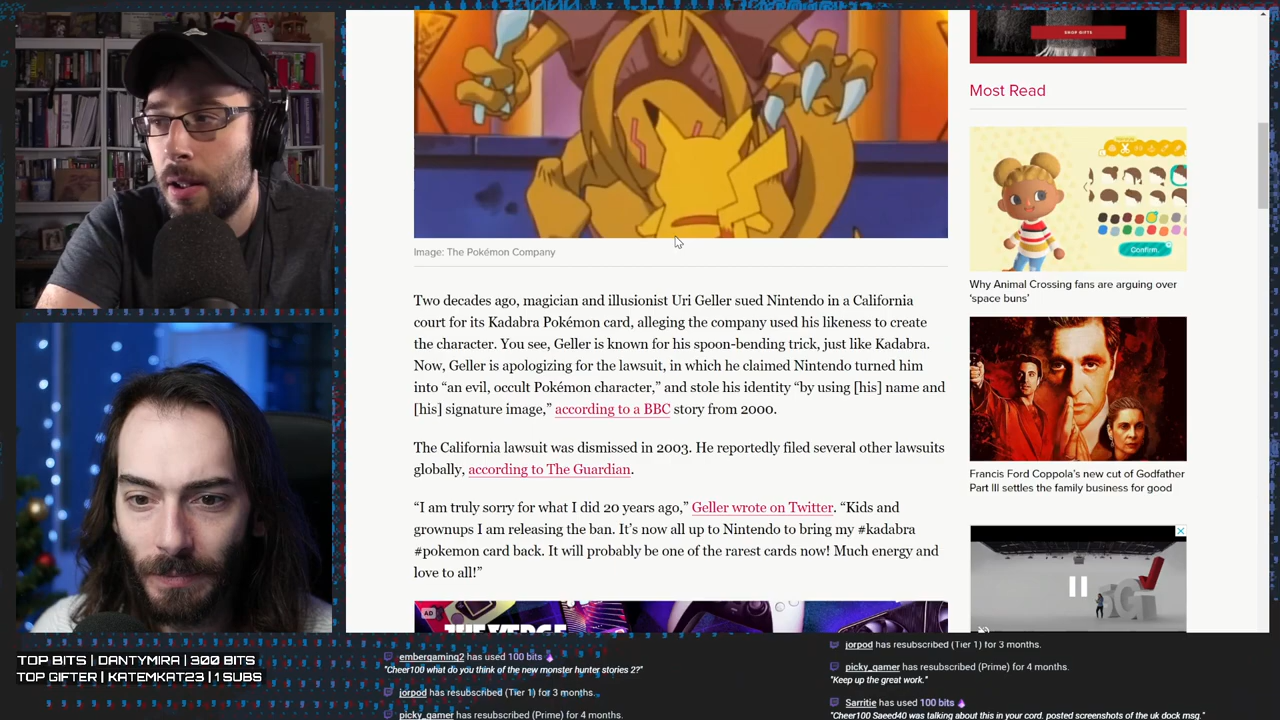 SHOP GIFTS
Most Read
Confirm.
Image: The Pokémon Company
Why Animal Crossing fans are arguing over
‘space buns’
Two decades ago, magician and illusionist Uri Geller sued Nintendo in a California
court for its Kadabra Pokémon card, alleging the company used his likeness to create
the character. You see, Geller is known for his spoon-bending trick, just like Kadabra.
Now, Geller is apologizing for the lawsuit, in which he claimed Nintendo turned him
into “an evil, occult Pokémon character,” and stole his identity “by using [his] name and
[his] signature image,” according to a BBC story from 2000.
The California lawsuit was dismissed in 2003. He reportedly filed several other lawsuits
globally, according to The Guardian.
Francis Ford Coppola’s new cut of Godfather
Part III settles the family business for good
“I am truly sorry for what I did 20 years ago,” Geller wrote on Twitter. “Kids and
grownups I am releasing the ban. It’s now all up to Nintendo to bring my #kadabra
#pokemon card back. It will probably be one of the rarest cards now! Much energy and
love to all!”
5G
AD
THE VERGE
TOP BITS | DANTYMIRA | 300 BITS
TOP GIFTER | KATEMKAT23 | 1 SUBS
embergaming2 has used 100 bits
"Cheer100 what do you think of the new monster hunter stories 2?"
jorpod has resubscribed (Tier 1) for 3 months.
picky_gamer has resubscribed (Prime) for 4 months.
jorpod has resubscribed (Tier 1) for 3 months.
picky_gamer has resubscribed (Prime) for 4 months.
"Keep up the great work."
Sarritie has used 100 bits
"Cheer100 Saeed40 was talking about this in your cord. posted screenshots of the uk dock msg."